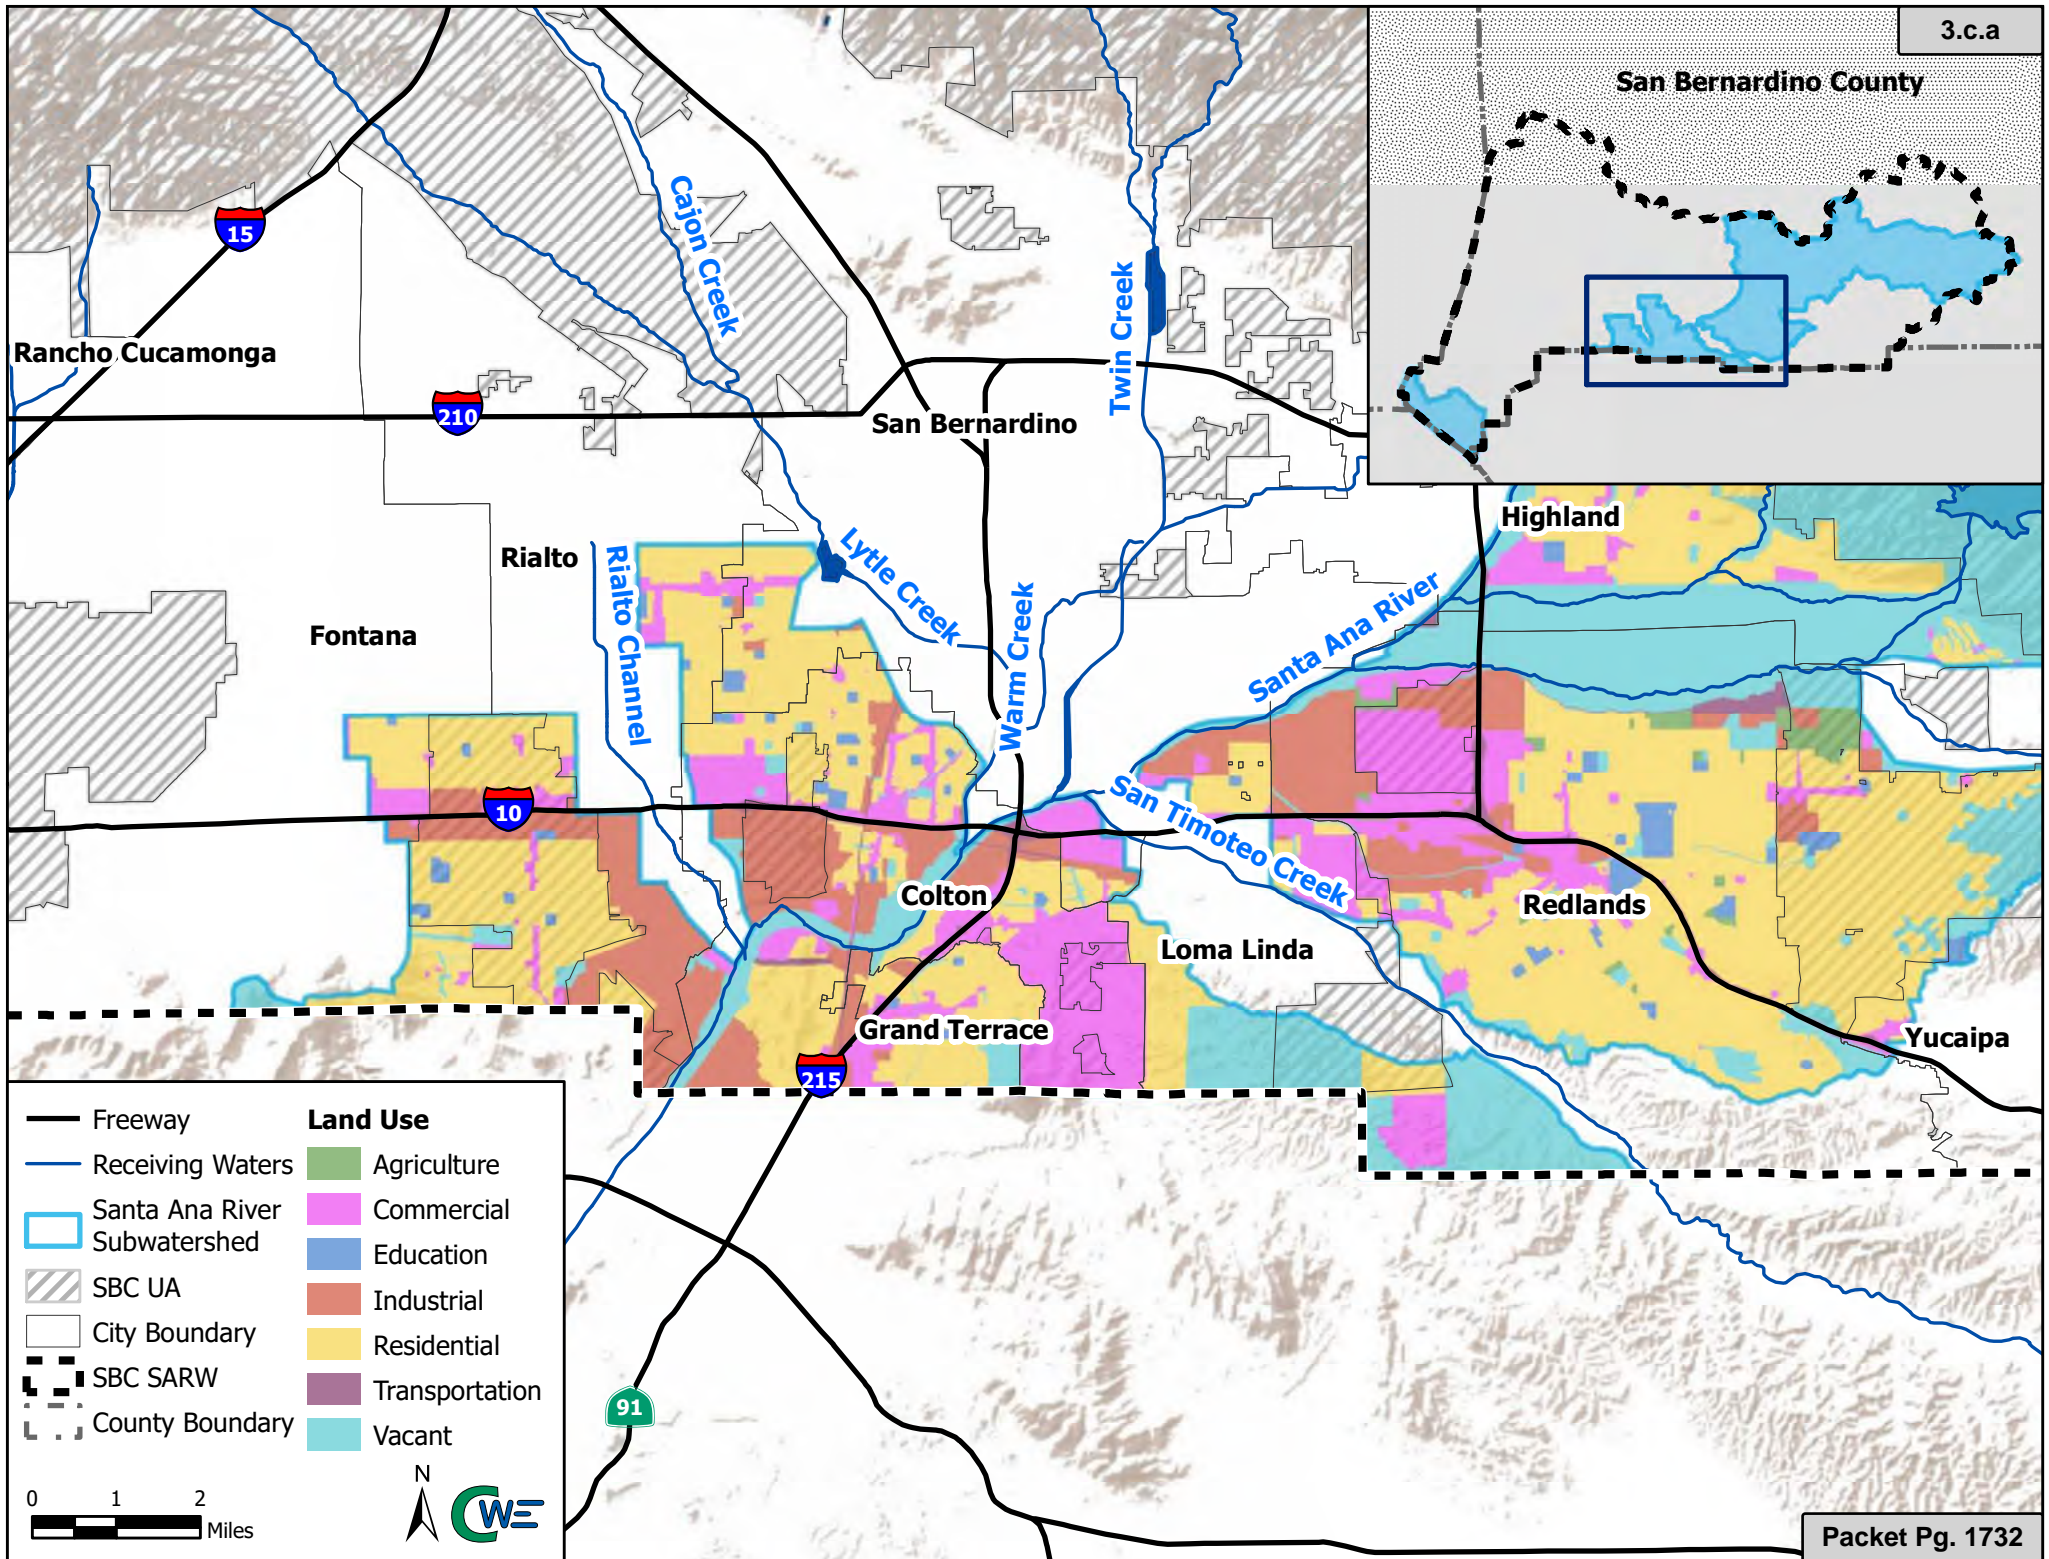 3.c.a
San Bernardino County
15
Cajon Creek
Twin Creek
Rancho Cucamonga
210
San Bernardino
Highland
Rialto
Rialto Channel
Lytle Creek
Warm Creek
Santa Ana River
Fontana
10
San Timoteo Creek
Colton
Redlands
Loma Linda
Grand Terrace
Yucaipa
215
91
Freeway
Receiving Waters
Santa Ana River
Subwatershed
SBC UA
City Boundary
SBC SARW
County Boundary
Land Use
Agriculture
Commercial
Education
Industrial
Residential
Transportation
Vacant
0 1 2
Miles
N
CWE
Packet Pg. 1732